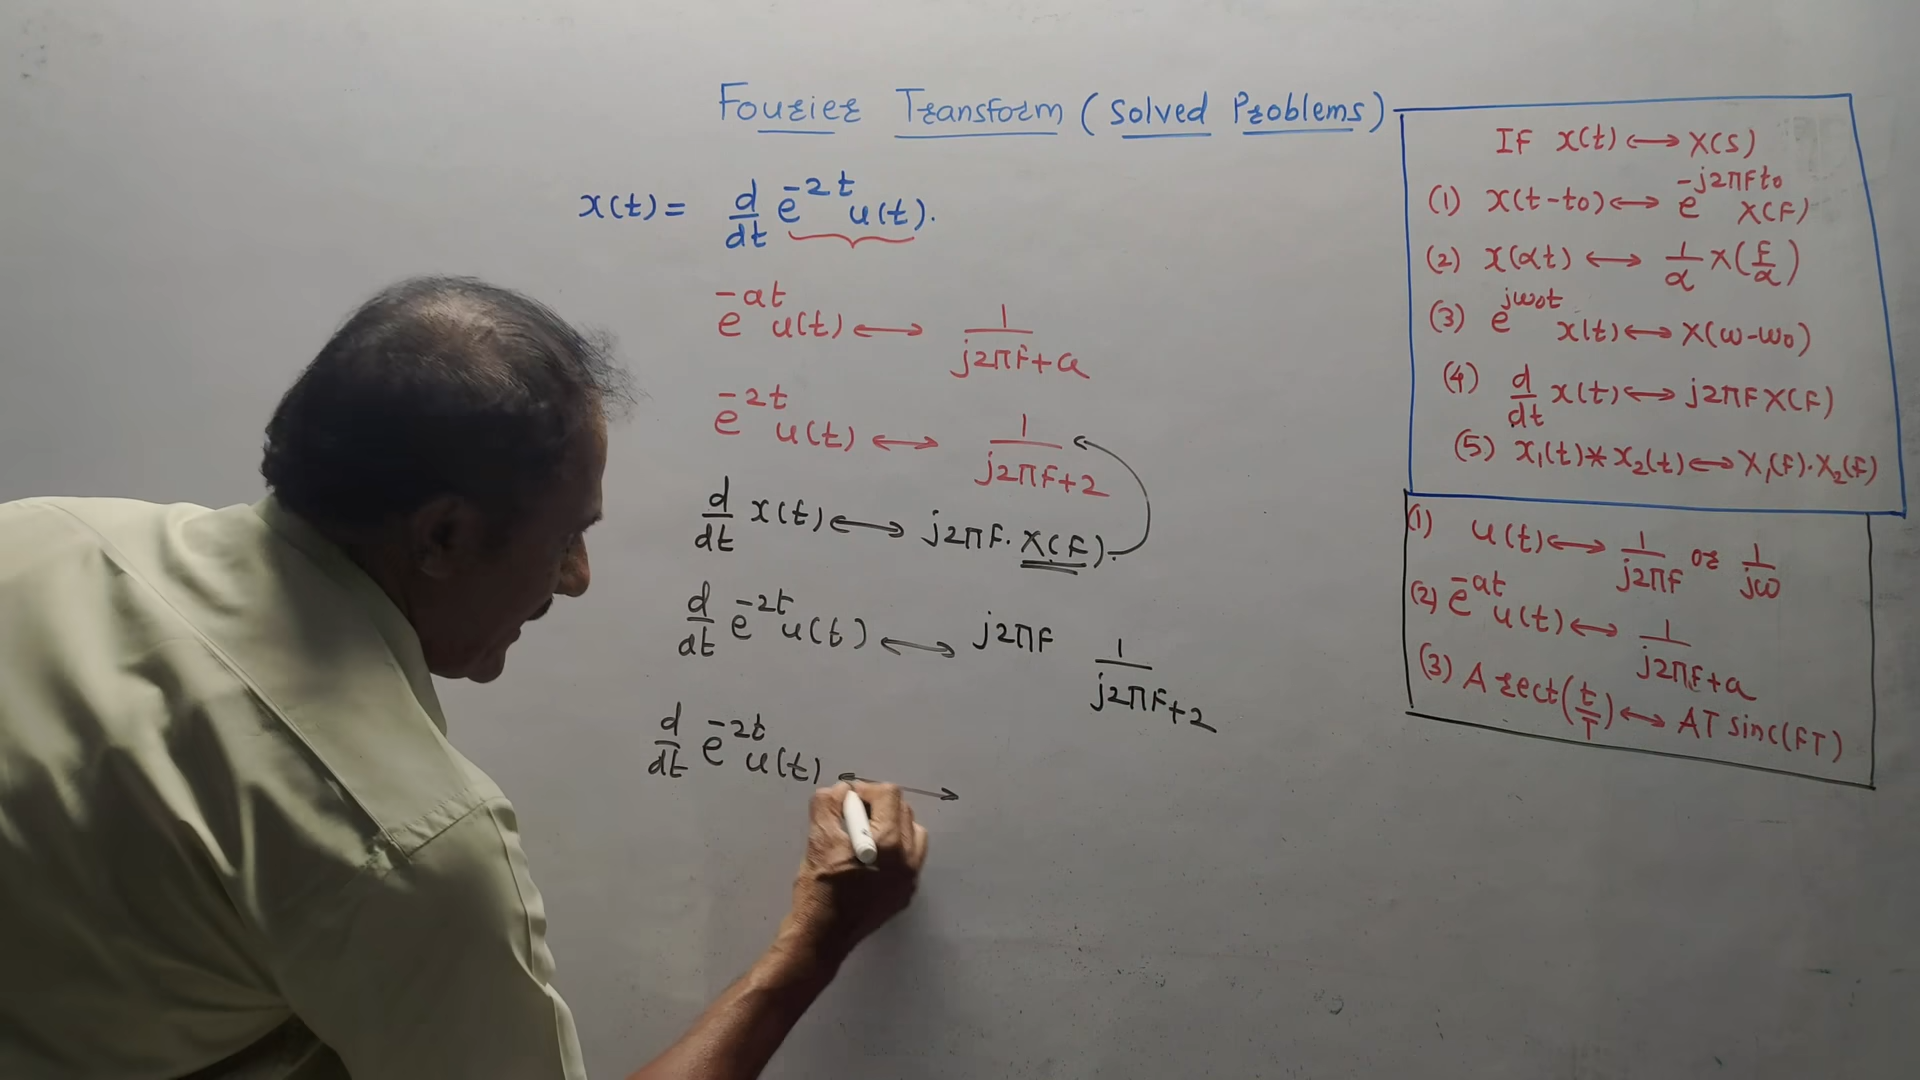 Fourier Transform (Solved Problems)
x(t) = d/dt e^-2t u(t).
e^-at u(t) ↔ 1/(j2πF+a)
e^-2t u(t) ↔ 1/(j2πF+2)
d/dt x(t) ↔ j2πF. X(F).
d/dt e^-2t u(t) ↔ j2πF 1/(j2πF+2)
d/dt e^-2t u(t) ↔
IF x(t) ↔ X(S)
(1) x(t-t0) ↔ e^-j2πFt0 X(F)
(2) x(αt) ↔ 1/α X(F/α)
(3) e^jω0t x(t) ↔ X(ω-ω0)
(4) d/dt x(t) ↔ j2πF X(F)
(5) x₁(t)*x₂(t) ↔ X₁(F).X₂(F)
(1) u(t) ↔ 1/j2πF or 1/jω
(2) e^-at u(t) ↔ 1/(j2πF+a)
(3) A rect(t/T) ↔ AT sinc(FT)